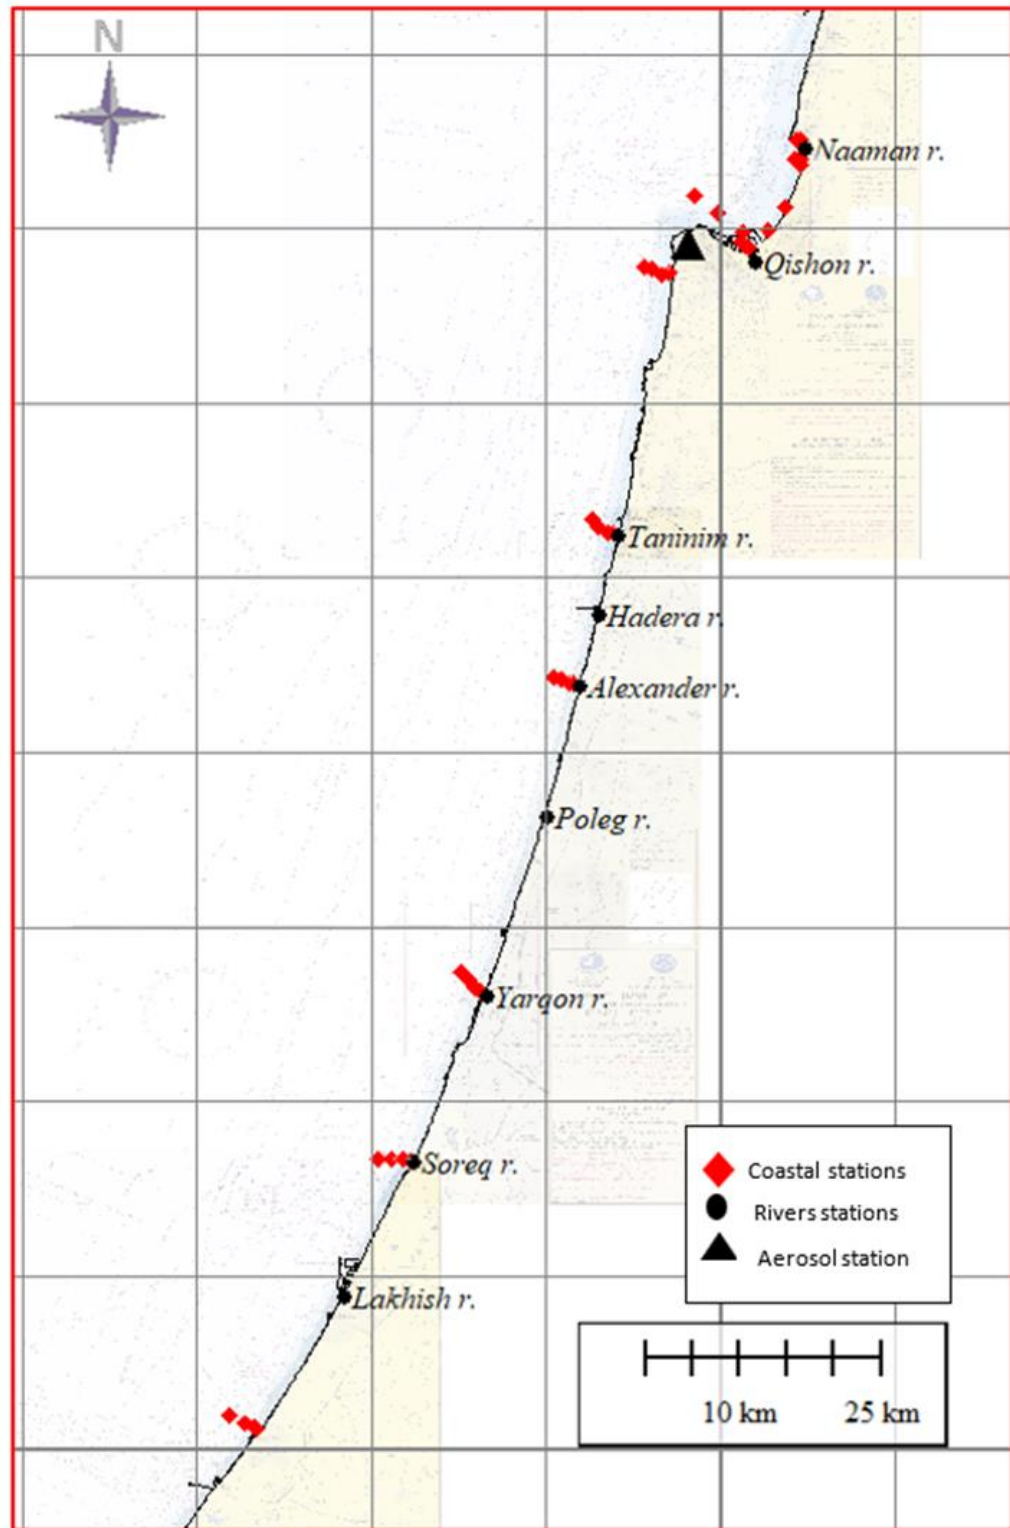 N
Naaman r.
Qishon r.
Taninim r.
Hadera r.
Alexander r.
Poleg r.
Yarqon r.
Soreq r.
Lakhish r.
Coastal stations
Rivers stations
Aerosol station
10 km 25 km